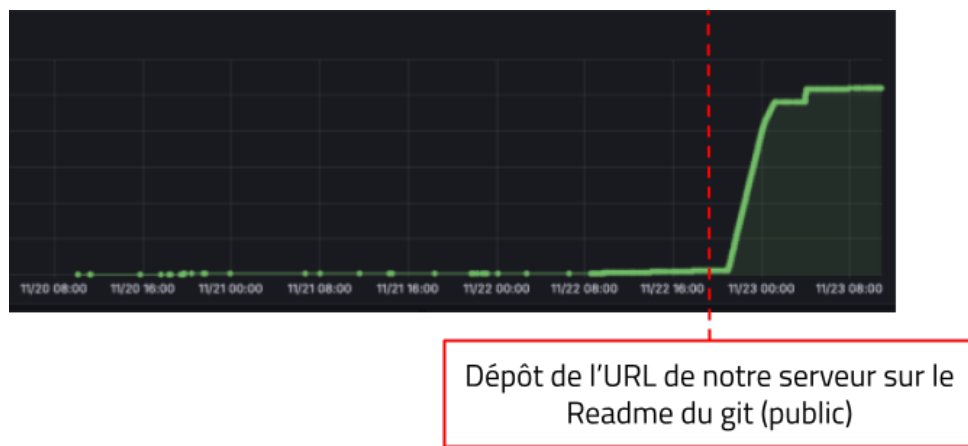 11/20 08:00 11/20 16:00 11/21 00:00 11/21 08:00 11/21 16:00 11/22 00:00 11/22 08:00 11/22 16:00 11/23 00:00 11/23 08:00
Dépôt de l'URL de notre serveur sur le
Readme du git (public)